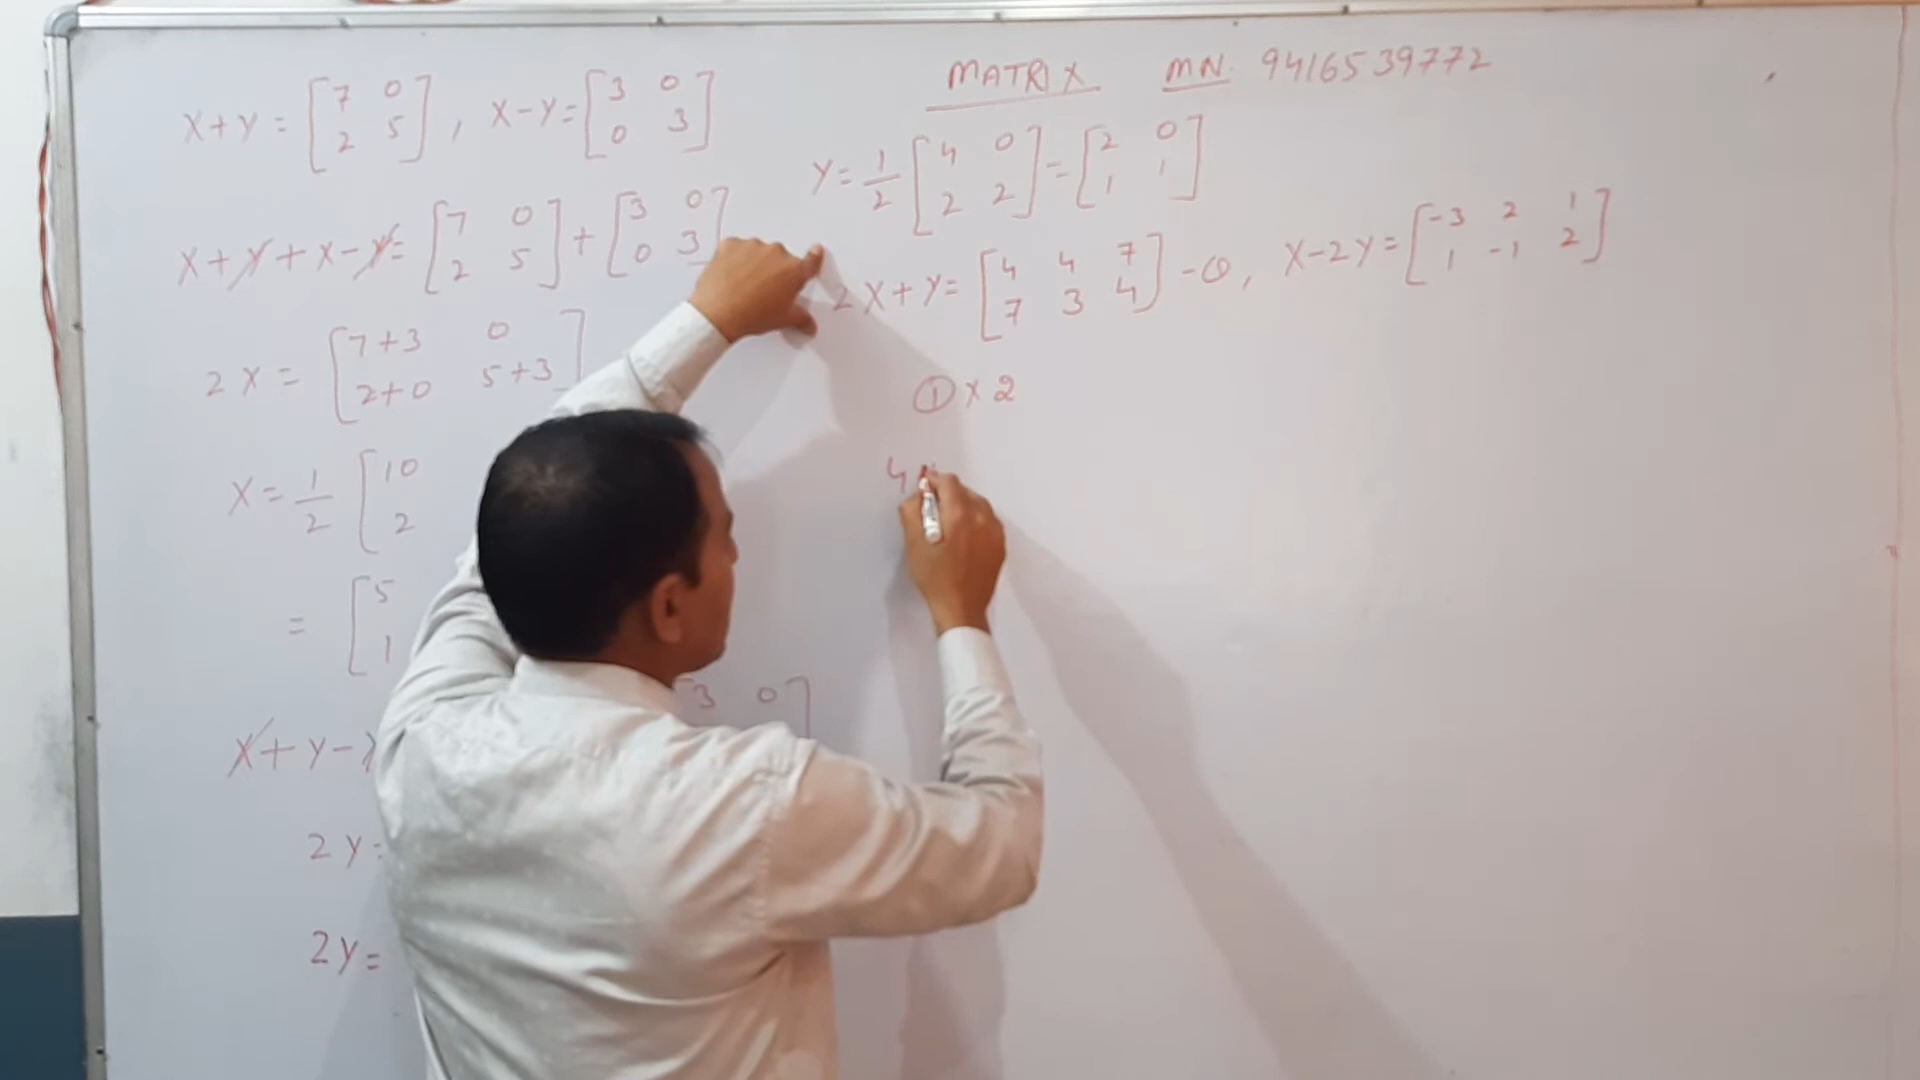 MATRIX MN. 9416539772
X+Y = [7 0
2 5] , X-Y= [3 0
0 3]
X+Y+X-Y= [7 0
2 5] + [3 0
0 3]
2X = [7+3 0
2+0 5+3]
X = 1/2 [10
2
= [5
1
X+Y-
3 0]
2Y=
2Y=
Y= 1/2 [4 0
2 2] = [2 0
1 1]
2X+Y= [4 4 7
7 3 4] -①, X-2Y= [-3 2 1
1 -1 2]
① × 2
4